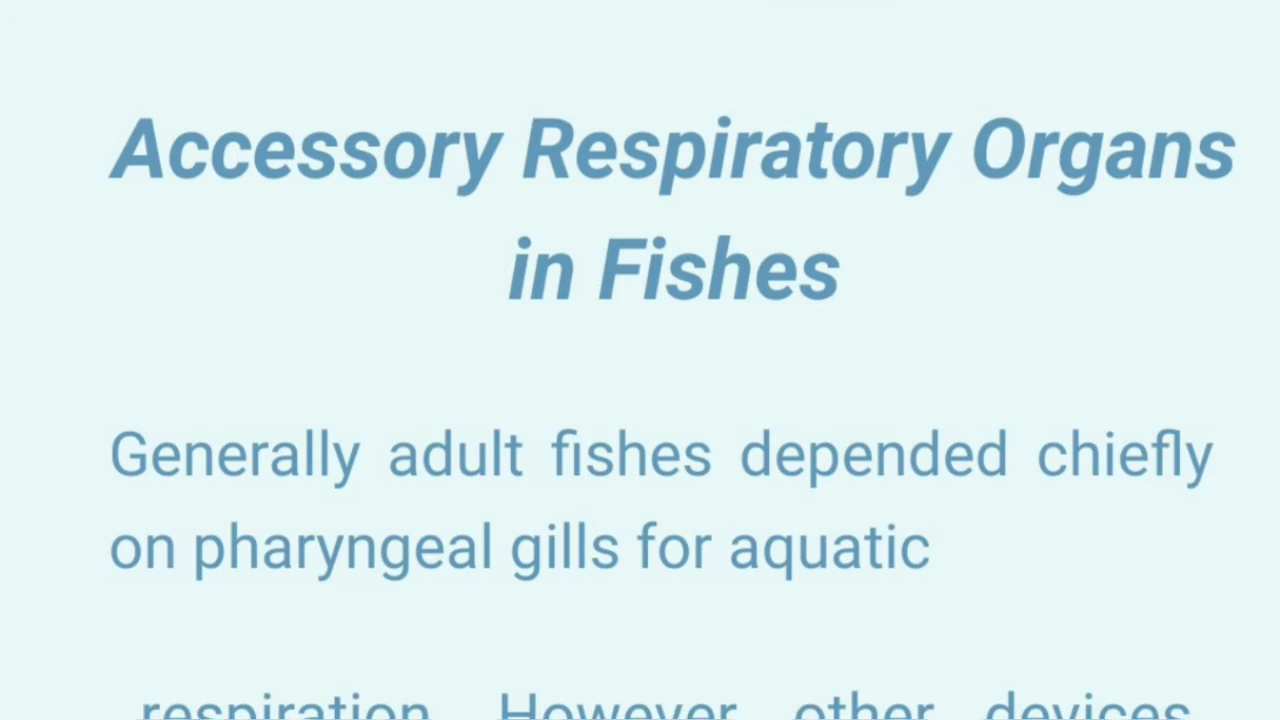 Accessory Respiratory Organs
in Fishes
Generally adult fishes depended chiefly
on pharyngeal gills for aquatic
respiration. However other devices